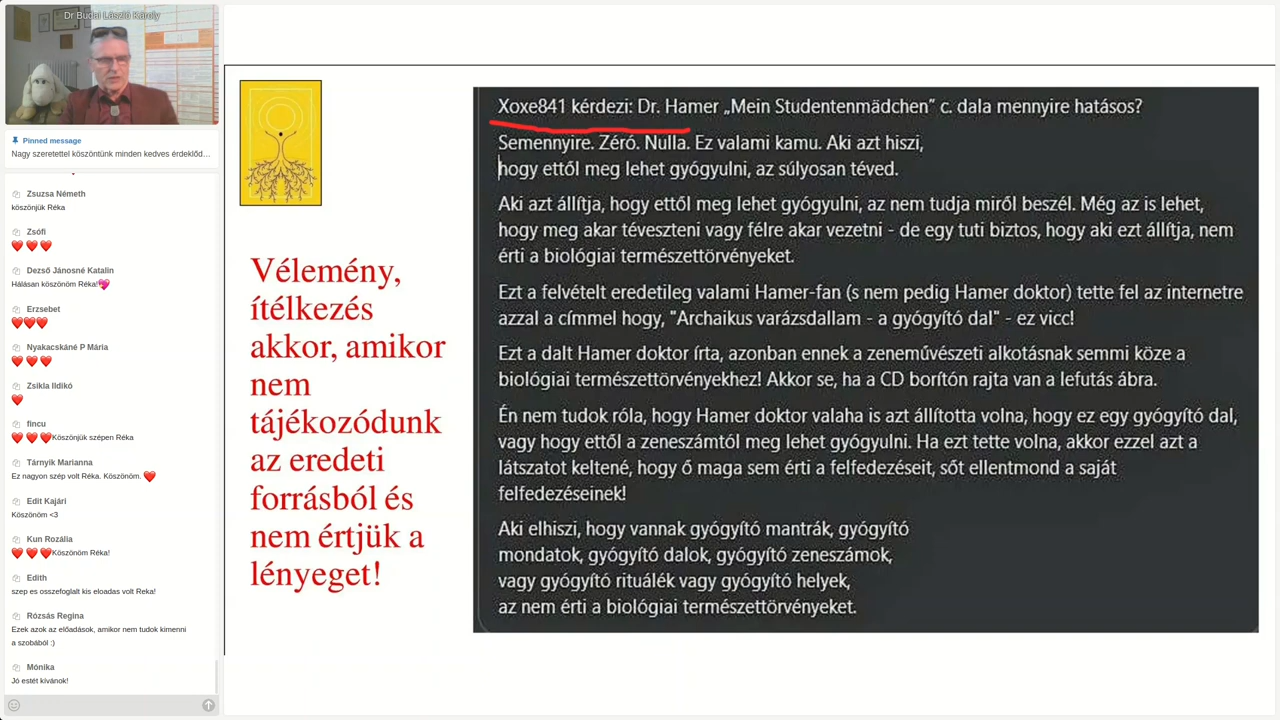 Dr Budai László Károly
Pinned message
Nagy szeretettel köszöntünk minden kedves érdeklőd…
Zsuzsa Németh
köszönjük Réka
Zsófi
Dezső Jánosné Katalin
Hálásan köszönöm Réka!
Erzsebet
Nyakacskáné P Mária
Zsikla Ildikó
fincu
Köszönjük szépen Réka
Tárnyik Marianna
Ez nagyon szép volt Réka. Köszönöm.
Edit Kajári
Köszönöm <3
Kun Rozália
Köszönöm Réka!
Edith
szep es osszefoglalt kis eloadas volt Reka!
Rózsás Regina
Ezek azok az előadások, amikor nem tudok kimenni
a szobából :)
Mónika
Jó estét kívánok!
Vélemény,
ítélkezés
akkor, amikor
nem
tájékozódunk
az eredeti
forrásból és
nem értjük a
lényeget!
Xoxe841 kérdezi: Dr. Hamer „Mein Studentenmädchen” c. dala mennyire hatásos?
Semennyire. Zéró. Nulla. Ez valami kamu. Aki azt hiszi,
hogy ettől meg lehet gyógyulni, az súlyosan téved.
Aki azt állítja, hogy ettől meg lehet gyógyulni, az nem tudja miről beszél. Még az is lehet,
hogy meg akar téveszteni vagy félre akar vezetni - de egy tuti biztos, hogy aki ezt állítja, nem
érti a biológiai természettörvényeket.
Ezt a felvételt eredetileg valami Hamer-fan (s nem pedig Hamer doktor) tette fel az internetre
azzal a címmel hogy, "Archaikus varázsdallam - a gyógyító dal" - ez vicc!
Ezt a dalt Hamer doktor írta, azonban ennek a zeneművészeti alkotásnak semmi köze a
biológiai természettörvényekhez! Akkor se, ha a CD borítón rajta van a lefutás ábra.
Én nem tudok róla, hogy Hamer doktor valaha is azt állította volna, hogy ez egy gyógyító dal,
vagy hogy ettől a zeneszámtól meg lehet gyógyulni. Ha ezt tette volna, akkor ezzel azt a
látszatot keltené, hogy ő maga sem érti a felfedezéseit, sőt ellentmond a saját
felfedezéseinek!
Aki elhiszi, hogy vannak gyógyító mantrák, gyógyító
mondatok, gyógyító dalok, gyógyító zeneszámok,
vagy gyógyító rituálék vagy gyógyító helyek,
az nem érti a biológiai természettörvényeket.